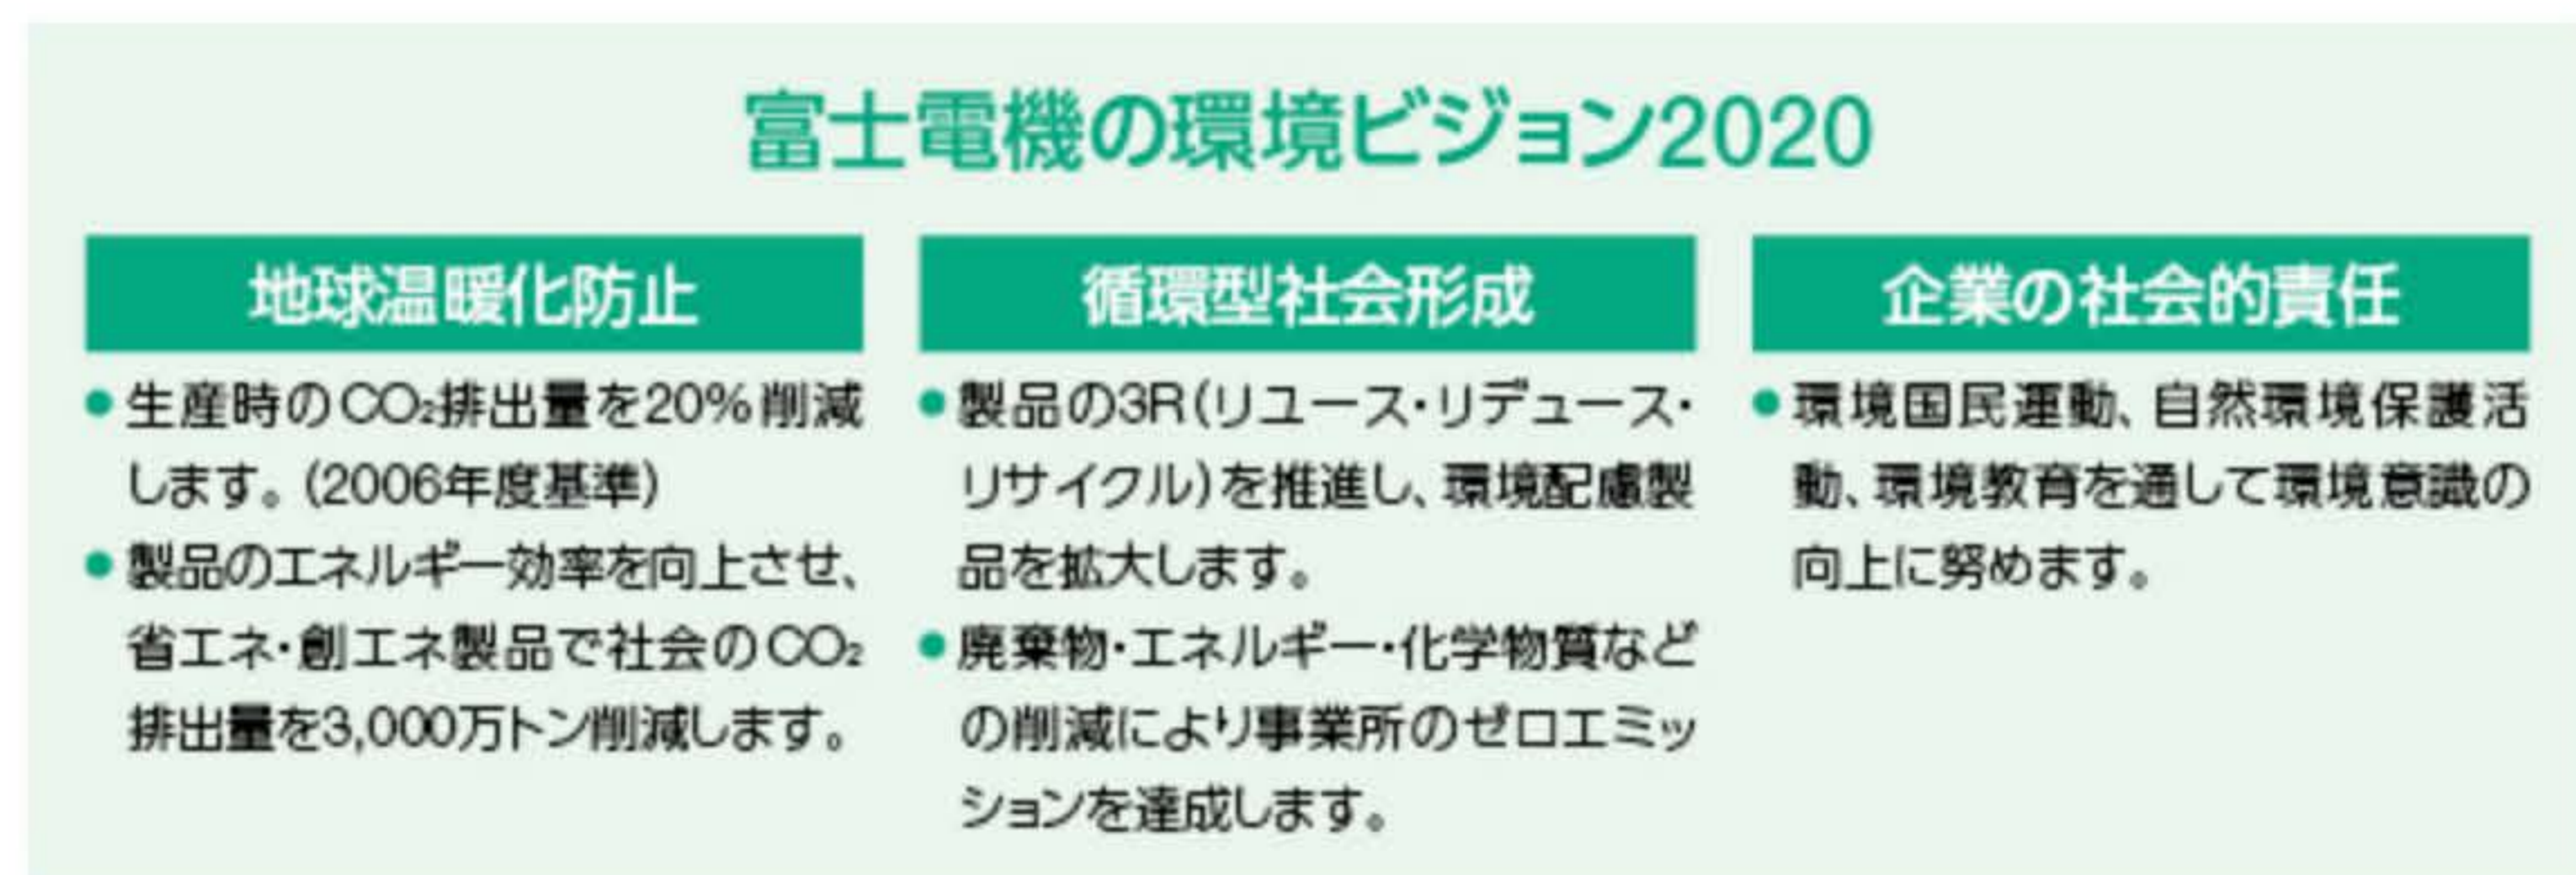 富士電機の環境ビジョン2020
地球温暖化防止
●生産時のCO₂排出量を20%削減
します。(2006年度基準)
●製品のエネルギー効率を向上させ、
省エネ・創エネ製品で社会のCO₂
排出量を3,000万トン削減します。
循環型社会形成
●製品の3R(リユース・リデュース・
リサイクル)を推進し、環境配慮製
品を拡大します。
●廃棄物・エネルギー・化学物質など
の削減により事業所のゼロエミッ
ションを達成します。
企業の社会的責任
●環境国民運動、自然環境保護活
動、環境教育を通して環境意識の
向上に努めます。